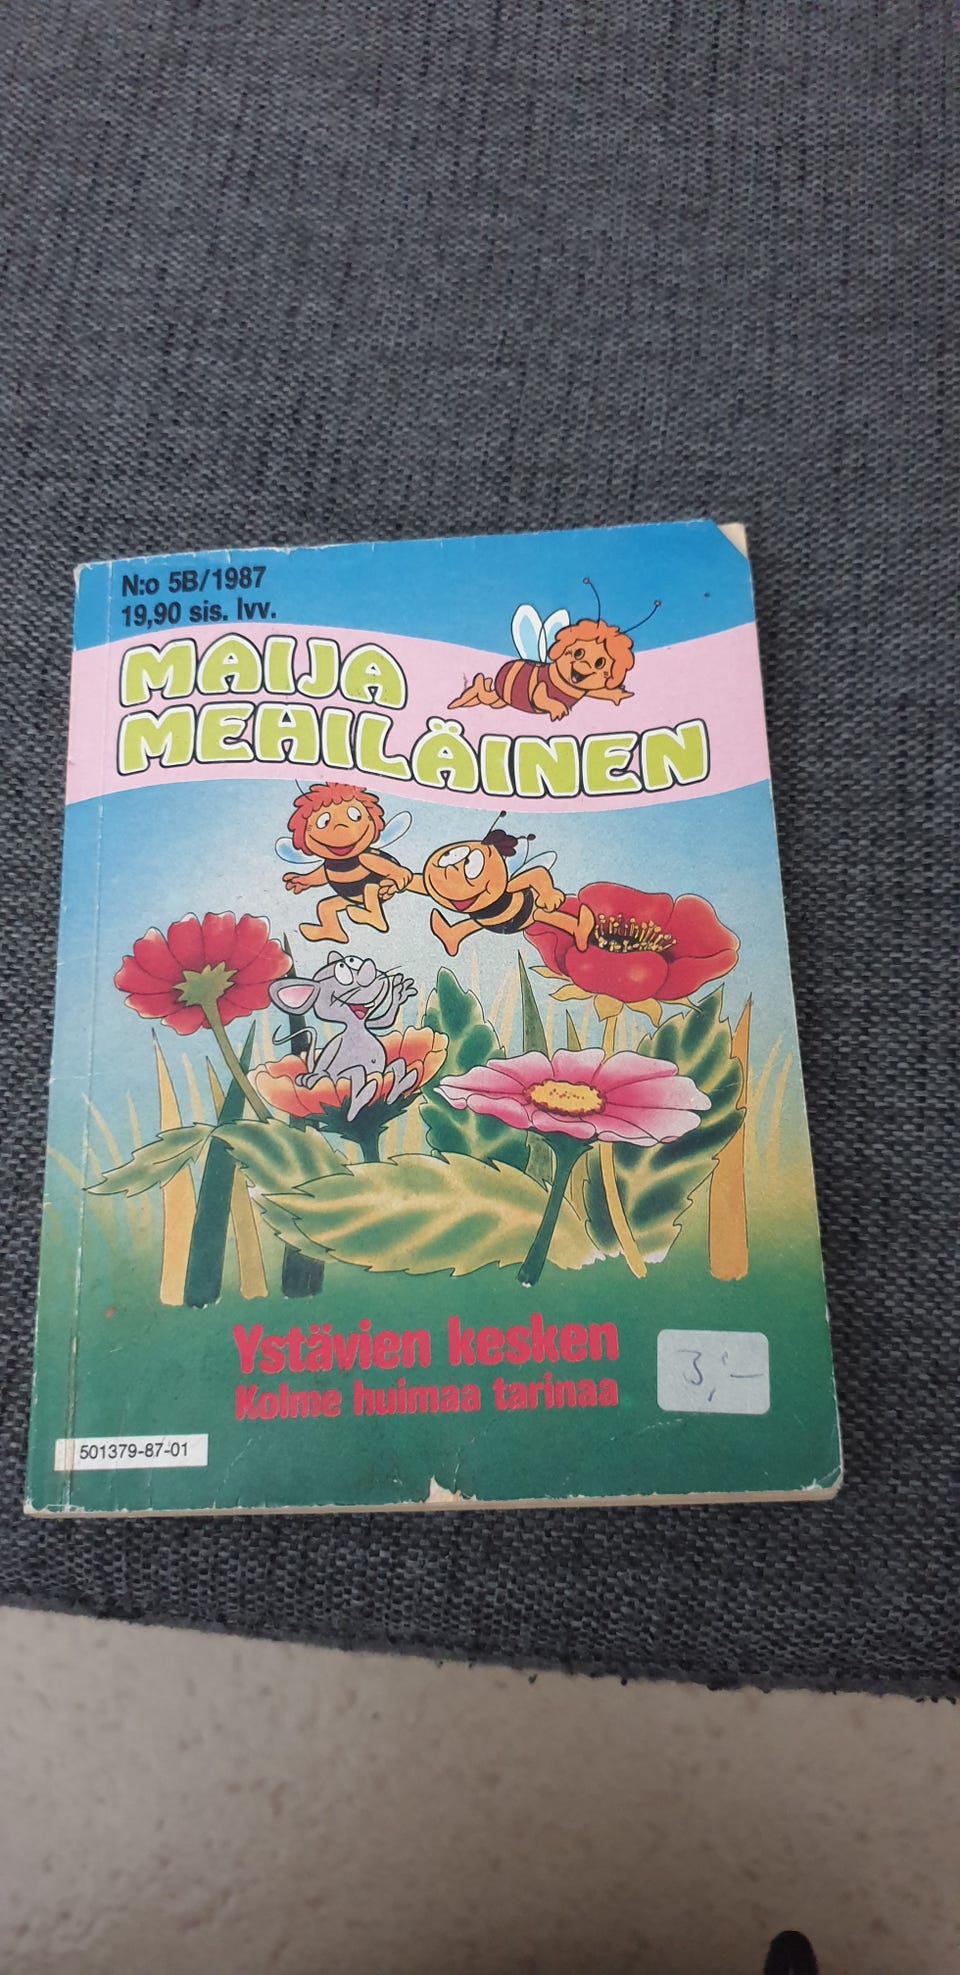 N:o 5B/1987
19,90 sis. lvv.
MAIJA
MEHILÄINEN
Ystävien kesken
Kolme huimaa tarinaa
3,-
501379-87-01